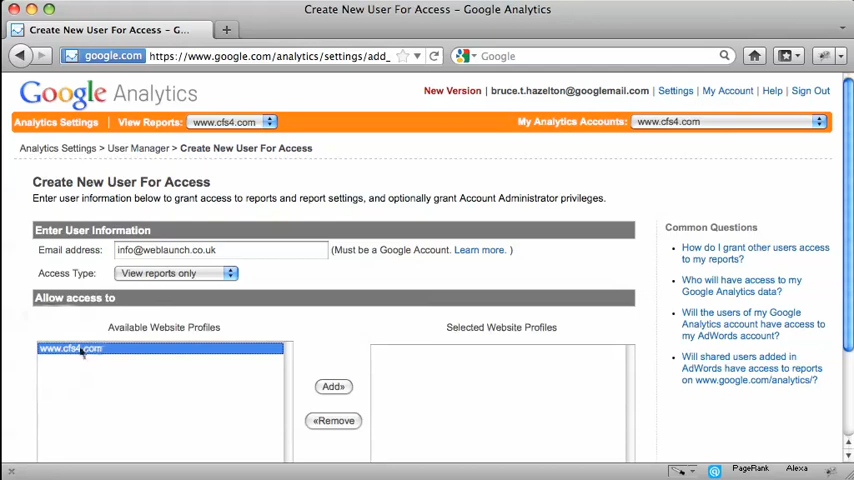 Create New User For Access - Google Analytics
Create New User For Access - G...
google.com https://www.google.com/analytics/settings/add_ Google
Google Analytics
New Version | bruce.t.hazelton@googlemail.com | Settings | My Account | Help | Sign Out
Analytics Settings | View Reports: www.cfs4.com My Analytics Accounts: www.cfs4.com
Analytics Settings > User Manager > Create New User For Access
Create New User For Access
Enter user information below to grant access to reports and report settings, and optionally grant Account Administrator privileges.
Enter User Information
Email address: info@weblaunch.co.uk (Must be a Google Account. Learn more. )
Access Type: View reports only
Allow access to
Available Website Profiles Selected Website Profiles
www.cfs4.com
Add»
«Remove
Common Questions
How do I grant other users access
to my reports?
Who will have access to my
Google Analytics data?
Will the users of my Google
Analytics account have access to
my AdWords account?
Will shared users added in
AdWords have access to reports
on www.google.com/analytics/?
PageRank Alexa